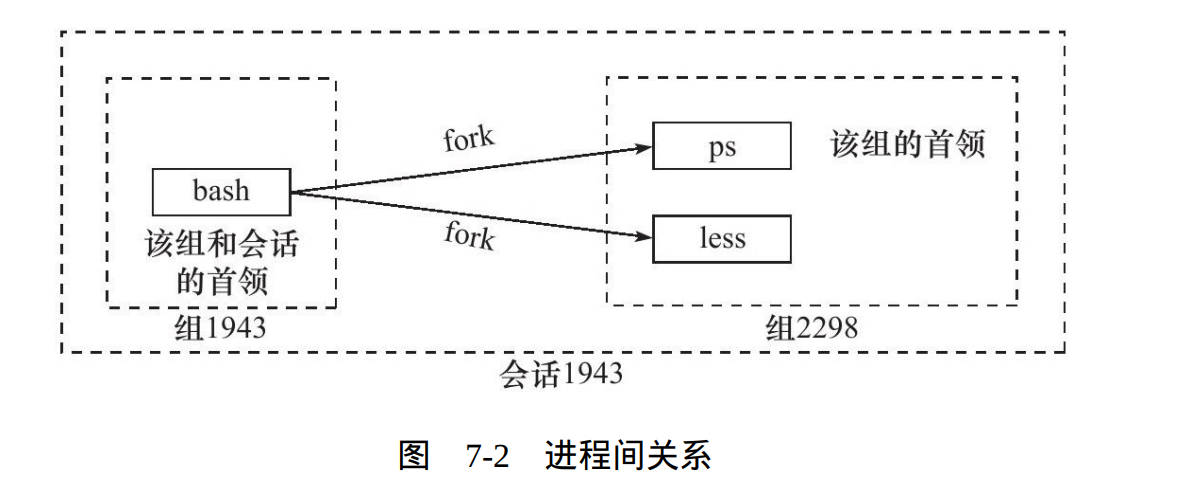 fork
ps
该组的首领
bash
fork
less
该组和会话
的首领
组1943
组2298
会话1943
图 7-2 进程间关系